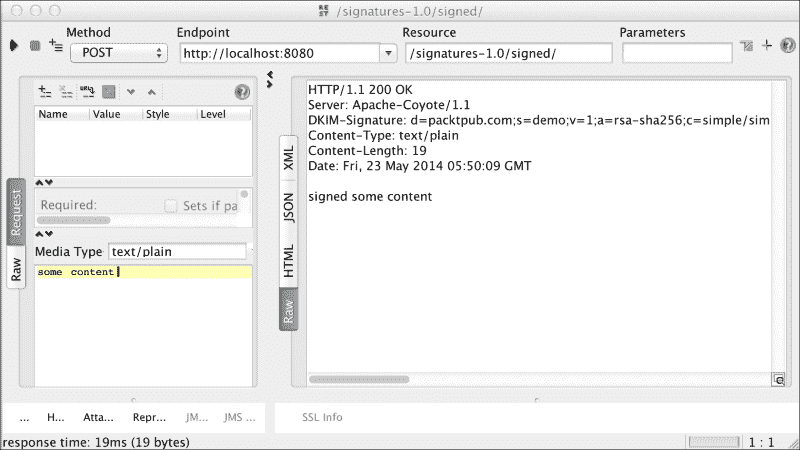 /signatures-1.0/signed/
Method
Endpoint
Resource
Parameters
POST
http://localhost:8080
/signatures-1.0/signed/
Name Value Style Level
Required: Sets if pa
Media Type text/plain
some content
Request
Raw
XML
JSON
HTML
Raw
HTTP/1.1 200 OK
Server: Apache-Coyote/1.1
DKIM-Signature: d=packtpub.com;s=demo;v=1;a=rsa-sha256;c=simple/sim
Content-Type: text/plain
Content-Length: 19
Date: Fri, 23 May 2014 05:50:09 GMT
signed some content
... H... Atta... Repr... JM... JMS ...
SSL Info
response time: 19ms (19 bytes)
1 : 1